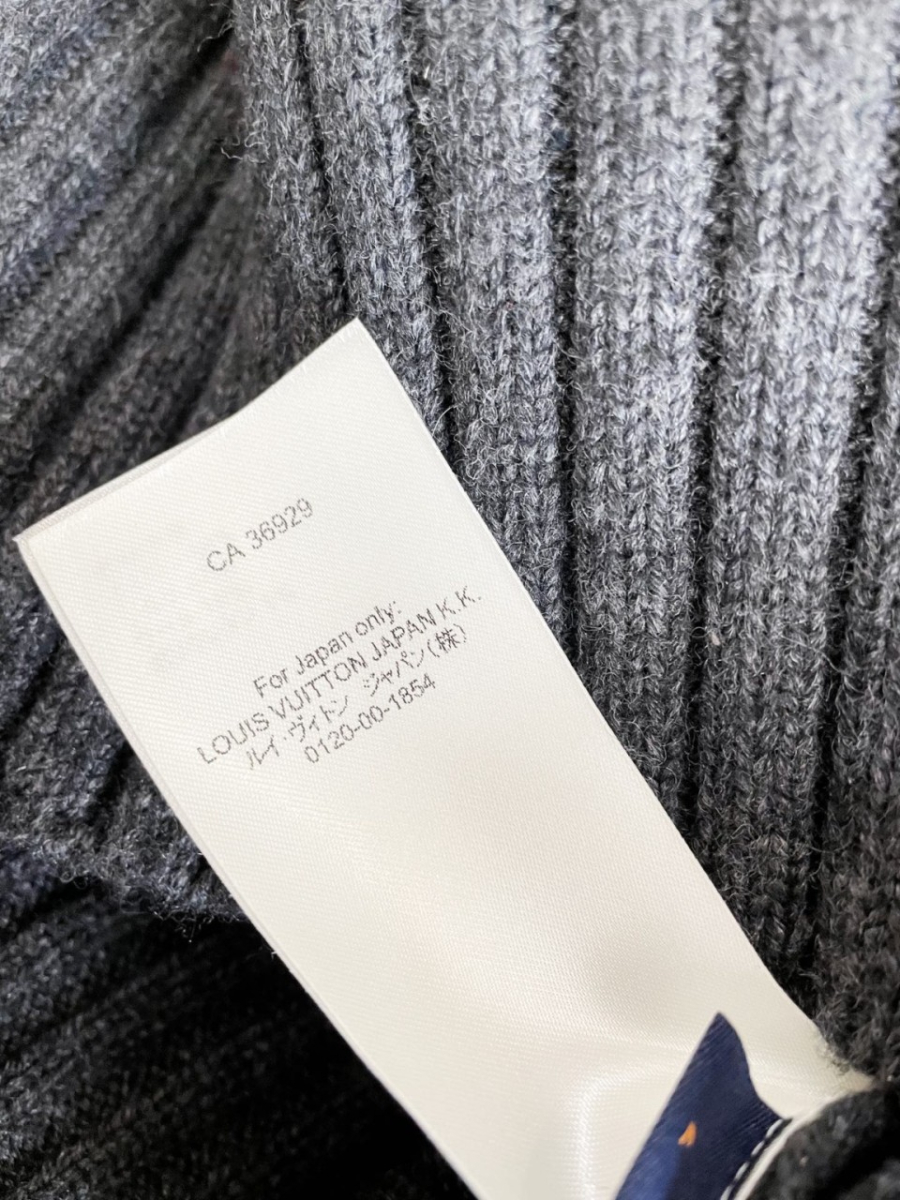 CA 36929
For Japan only:
LOUIS VUITTON JAPAN K.K.
ルイ・ヴィトン ジャパン(株)
0120-00-1854